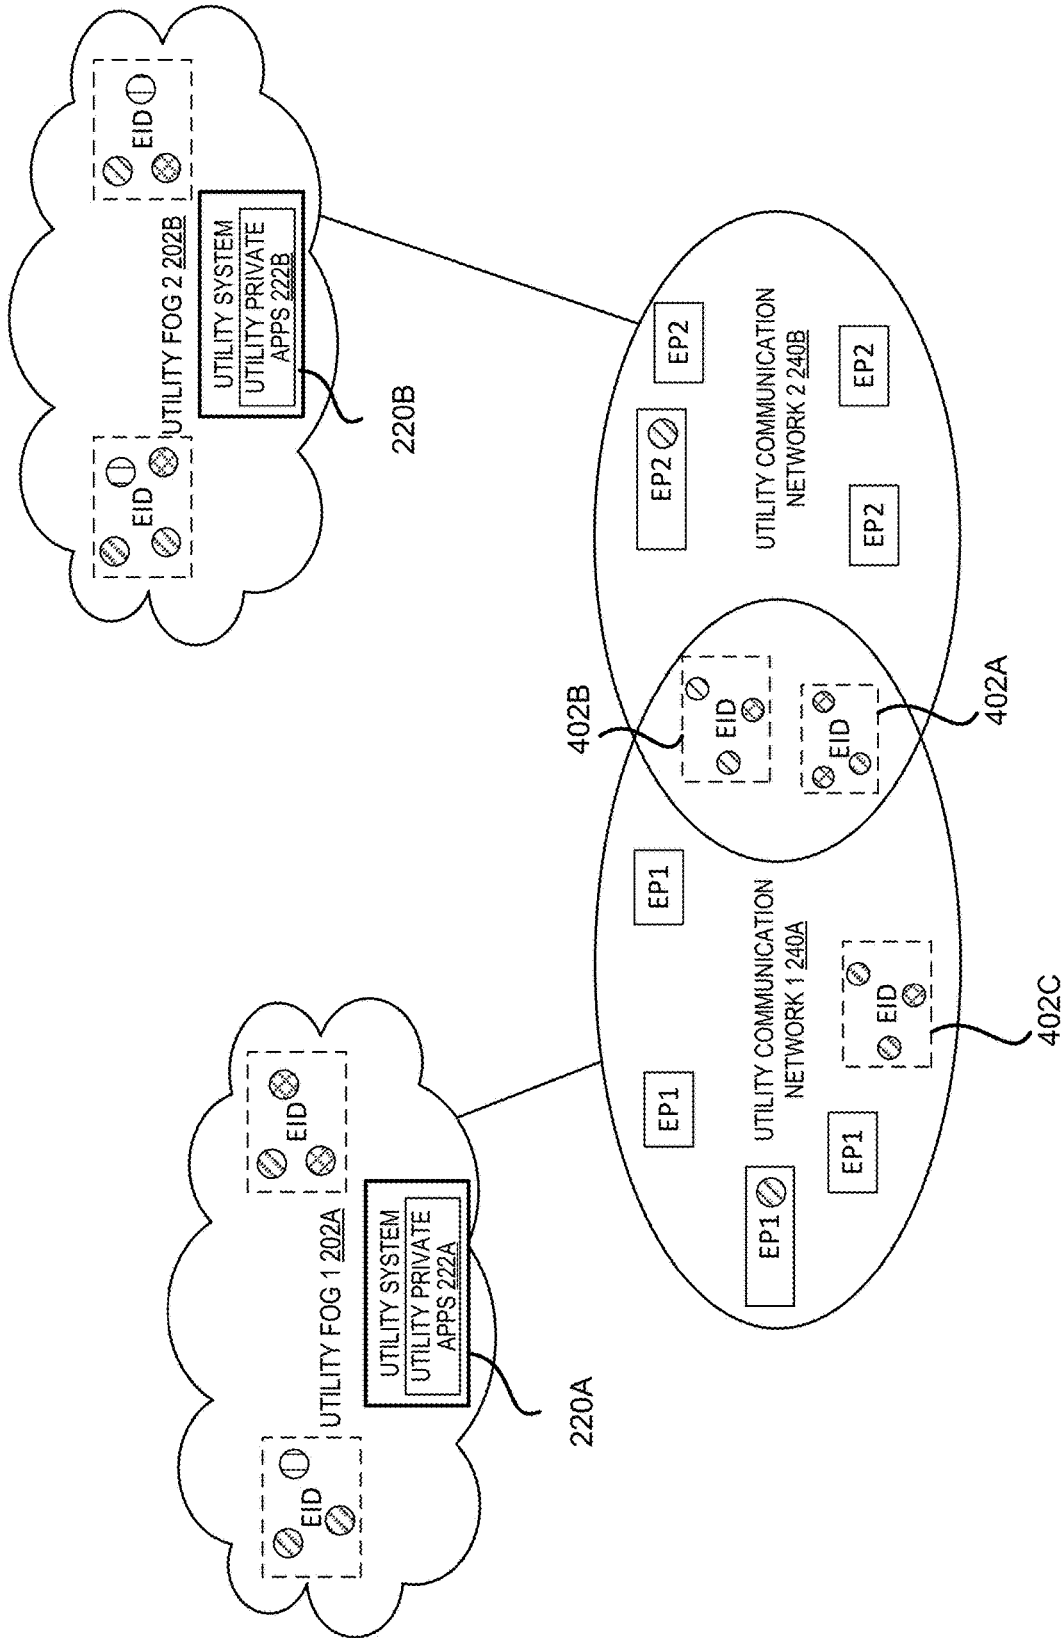 EID
UTILITY FOG 1 202A
EID
UTILITY SYSTEM
UTILITY PRIVATE
APPS 222A
220A
EID
UTILITY FOG 2 202B
EID
UTILITY SYSTEM
UTILITY PRIVATE
APPS 222B
220B
EP1
EP1
EP1
EP1
UTILITY COMMUNICATION
NETWORK 1 240A
EID
402C
402B
EID
EID
402A
EP2
EP2
UTILITY COMMUNICATION
NETWORK 2 240B
EP2
EP2